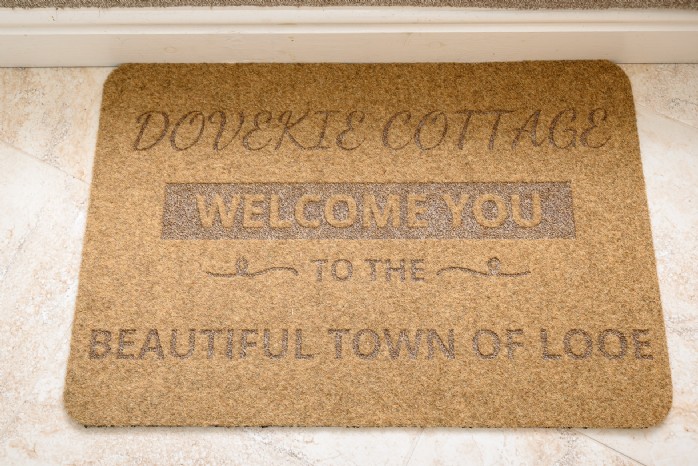 DOVEKIE COTTAGE
WELCOME YOU
TO THE
BEAUTIFUL TOWN OF LOOE